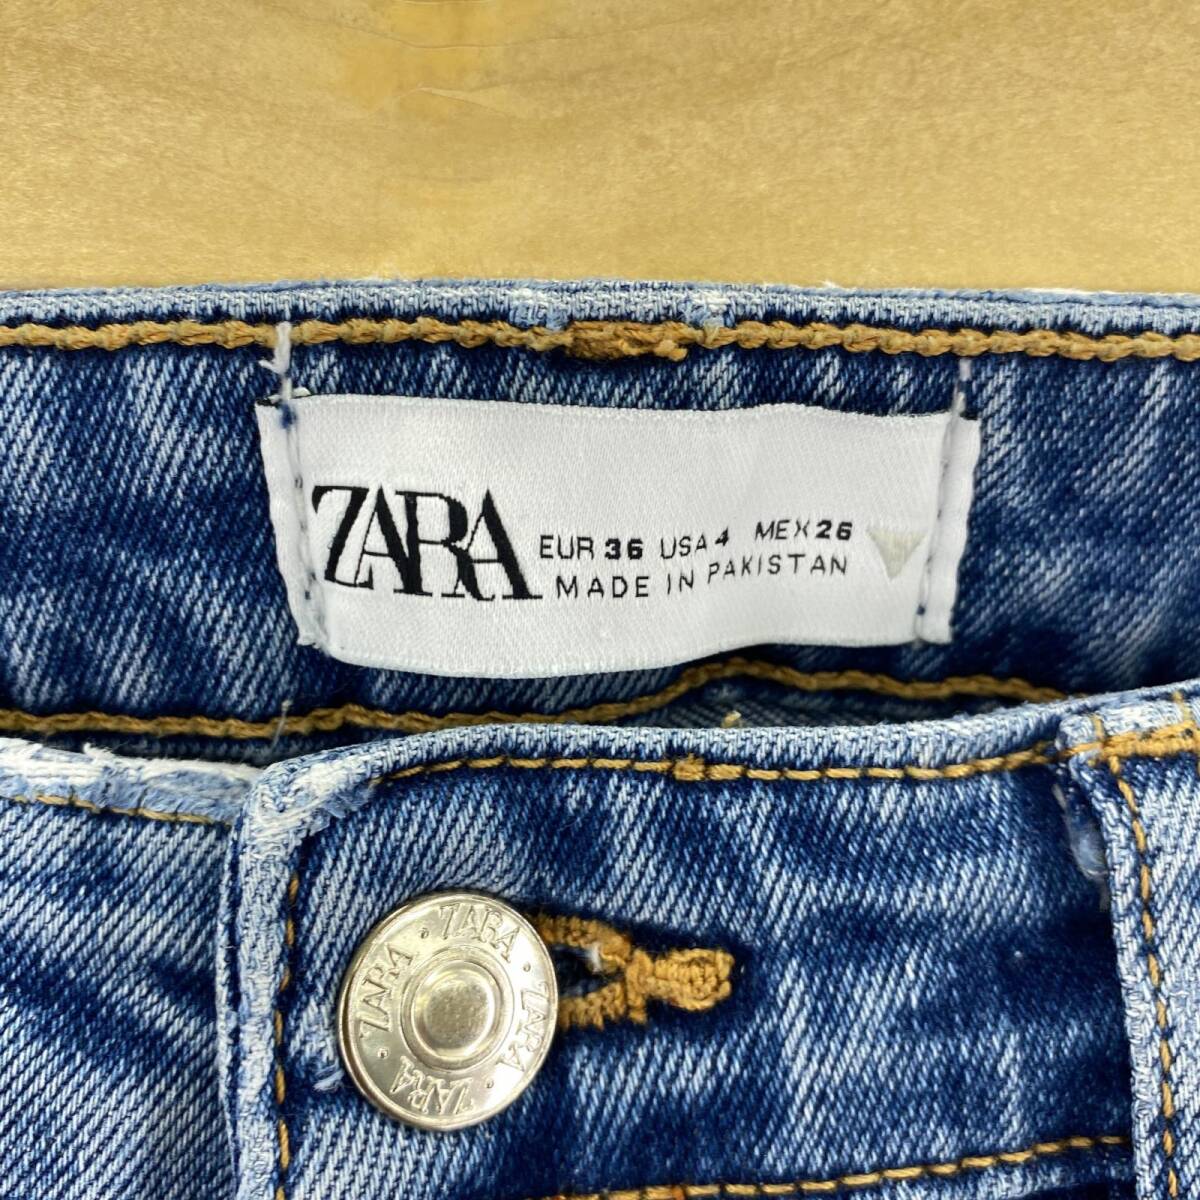 ZARA
EUR 36 USA 4 MEX 26
MADE IN PAKISTAN
· ZARA · ZARA · ZARA · ZARA